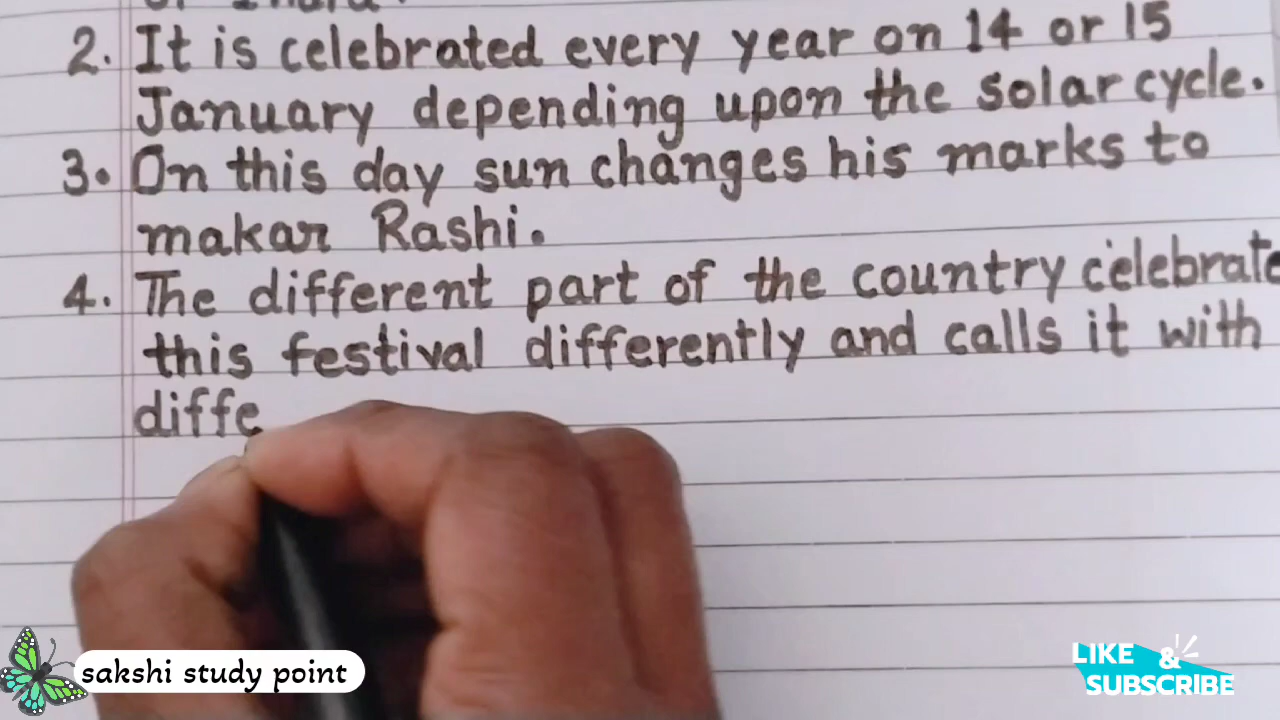 2. It is celebrated every year on 14 or 15
January depending upon the solar cycle.
3. On this day sun changes his marks to
makar Rashi.
4. The different part of the country celebrate
this festival differently and calls it with
diffe
sakshi study point
LIKE &
SUBSCRIBE